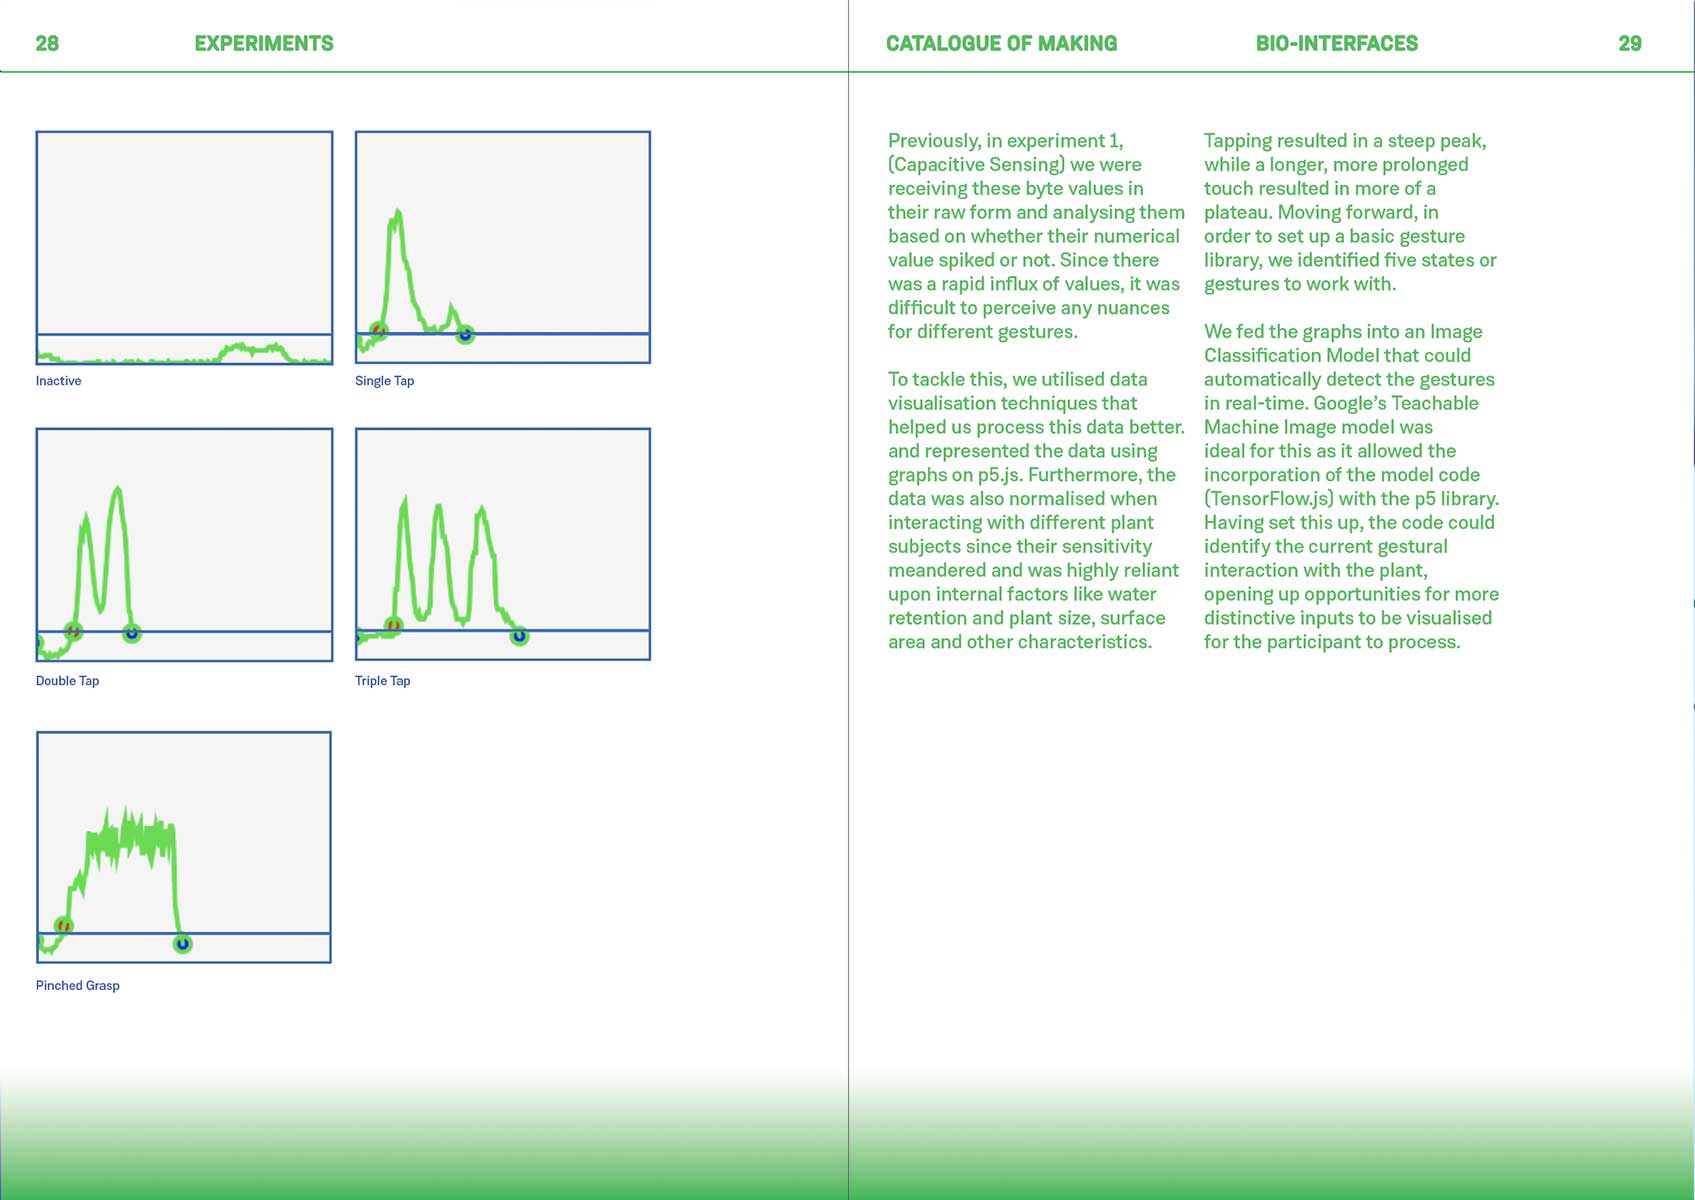 28
EXPERIMENTS
Inactive
Single Tap
Double Tap
Triple Tap
Pinched Grasp
CATALOGUE OF MAKING
BIO-INTERFACES
29
Previously, in experiment 1,
(Capacitive Sensing) we were
receiving these byte values in
their raw form and analysing them
based on whether their numerical
value spiked or not. Since there
was a rapid influx of values, it was
difficult to perceive any nuances
for different gestures.
To tackle this, we utilised data
visualisation techniques that
helped us process this data better.
and represented the data using
graphs on p5.js. Furthermore, the
data was also normalised when
interacting with different plant
subjects since their sensitivity
meandered and was highly reliant
upon internal factors like water
retention and plant size, surface
area and other characteristics.
Tapping resulted in a steep peak,
while a longer, more prolonged
touch resulted in more of a
plateau. Moving forward, in
order to set up a basic gesture
library, we identified five states or
gestures to work with.
We fed the graphs into an Image
Classification Model that could
automatically detect the gestures
in real-time. Google’s Teachable
Machine Image model was
ideal for this as it allowed the
incorporation of the model code
(TensorFlow.js) with the p5 library.
Having set this up, the code could
identify the current gestural
interaction with the plant,
opening up opportunities for more
distinctive inputs to be visualised
for the participant to process.